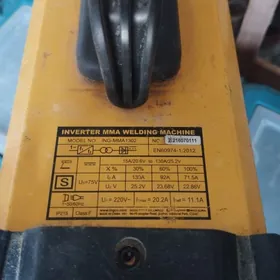 INVERTER MMA WELDING MACHINE
MODEL NO. ING-MMA1302 NO.
EN60974-1:2012
10A/20.4V to 130A/25.2V
X % 30% 60% 100%
S U₀=75V I₂ A 130A 92A 71.5A
U₂ V 25.2V 23.68V 22.86V
U₁= 220V~ I₁max = 20.2A I₁eff = 11.1A